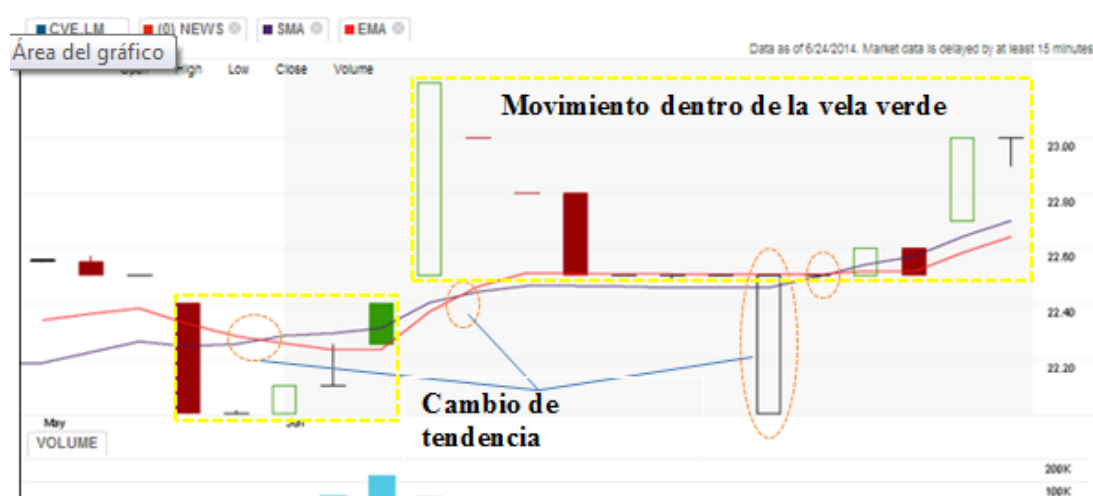 CVE.LM (0) NEWS SMA EMA
Área del gráfico
Data as of 6/24/2014. Market data is delayed by at least 15 minutes
Open High Low Close Volume
Movimiento dentro de la vela verde
23.00
22.80
22.60
22.40
22.20
Cambio de
tendencia
May Jun
VOLUME
200K
100K